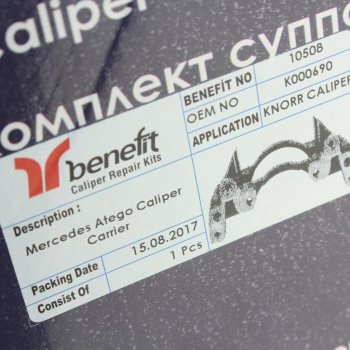 Caliper
комплект суппо
benefit
Caliper Repair Kits
BENEFIT NO 10508
OEM NO K000690
APPLICATION KNORR CALIPER
Description :
Mercedes Atego Caliper
Carrier
Packing Date 15.08.2017
Consist of 1 Pcs